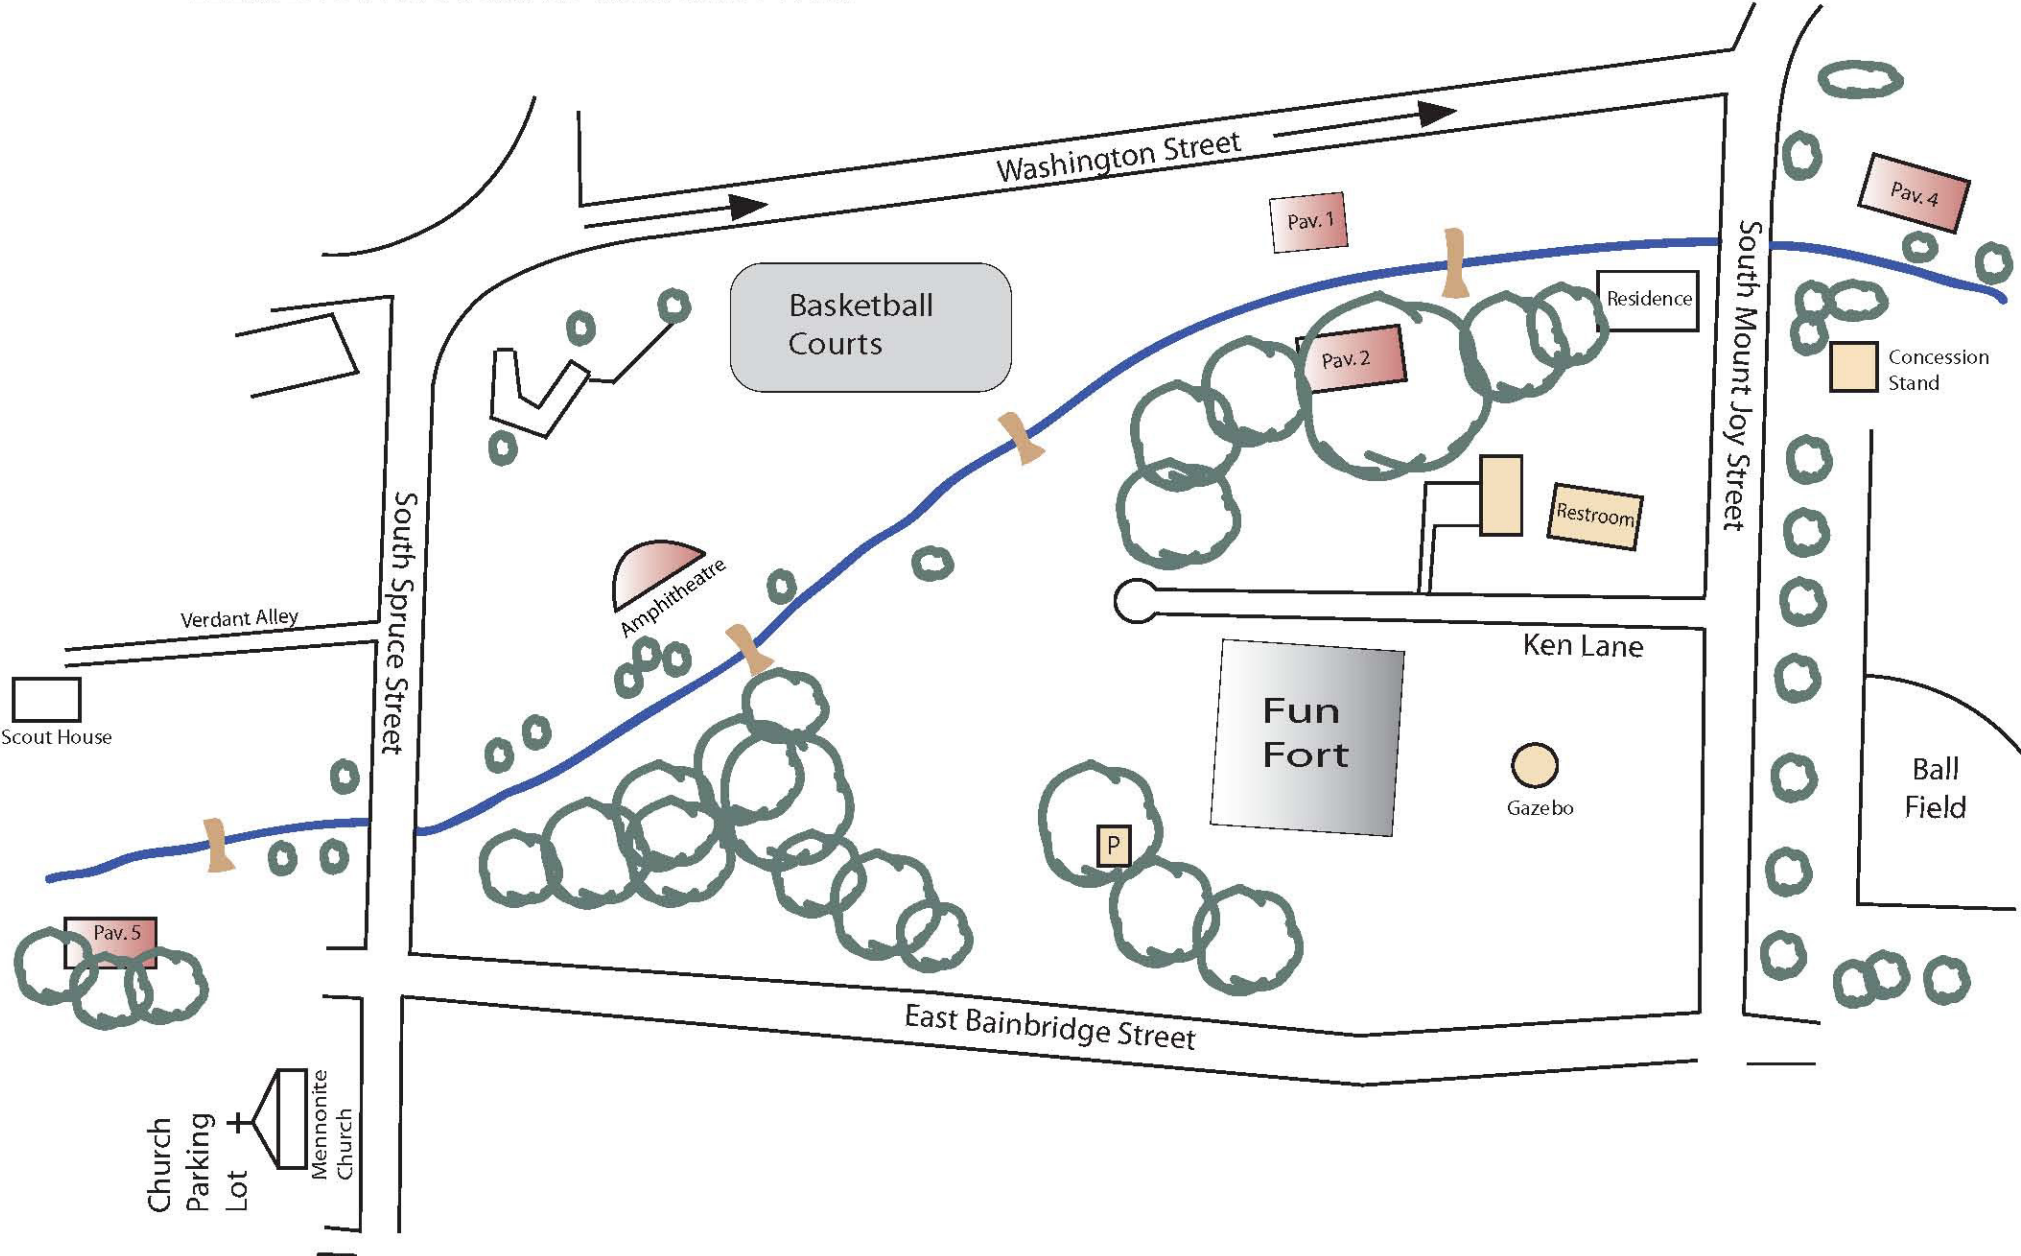 Washington Street
Pav. 1
Pav. 4
Basketball
Courts
Residence
Pav. 2
Concession
Stand
South Mount Joy Street
South Spruce Street
Restroom
Amphitheatre
Verdant Alley
Ken Lane
Scout House
Fun
Fort
Gazebo
Ball
Field
P
Pav. 5
East Bainbridge Street
Mennonite
Church
Church
Parking
Lot